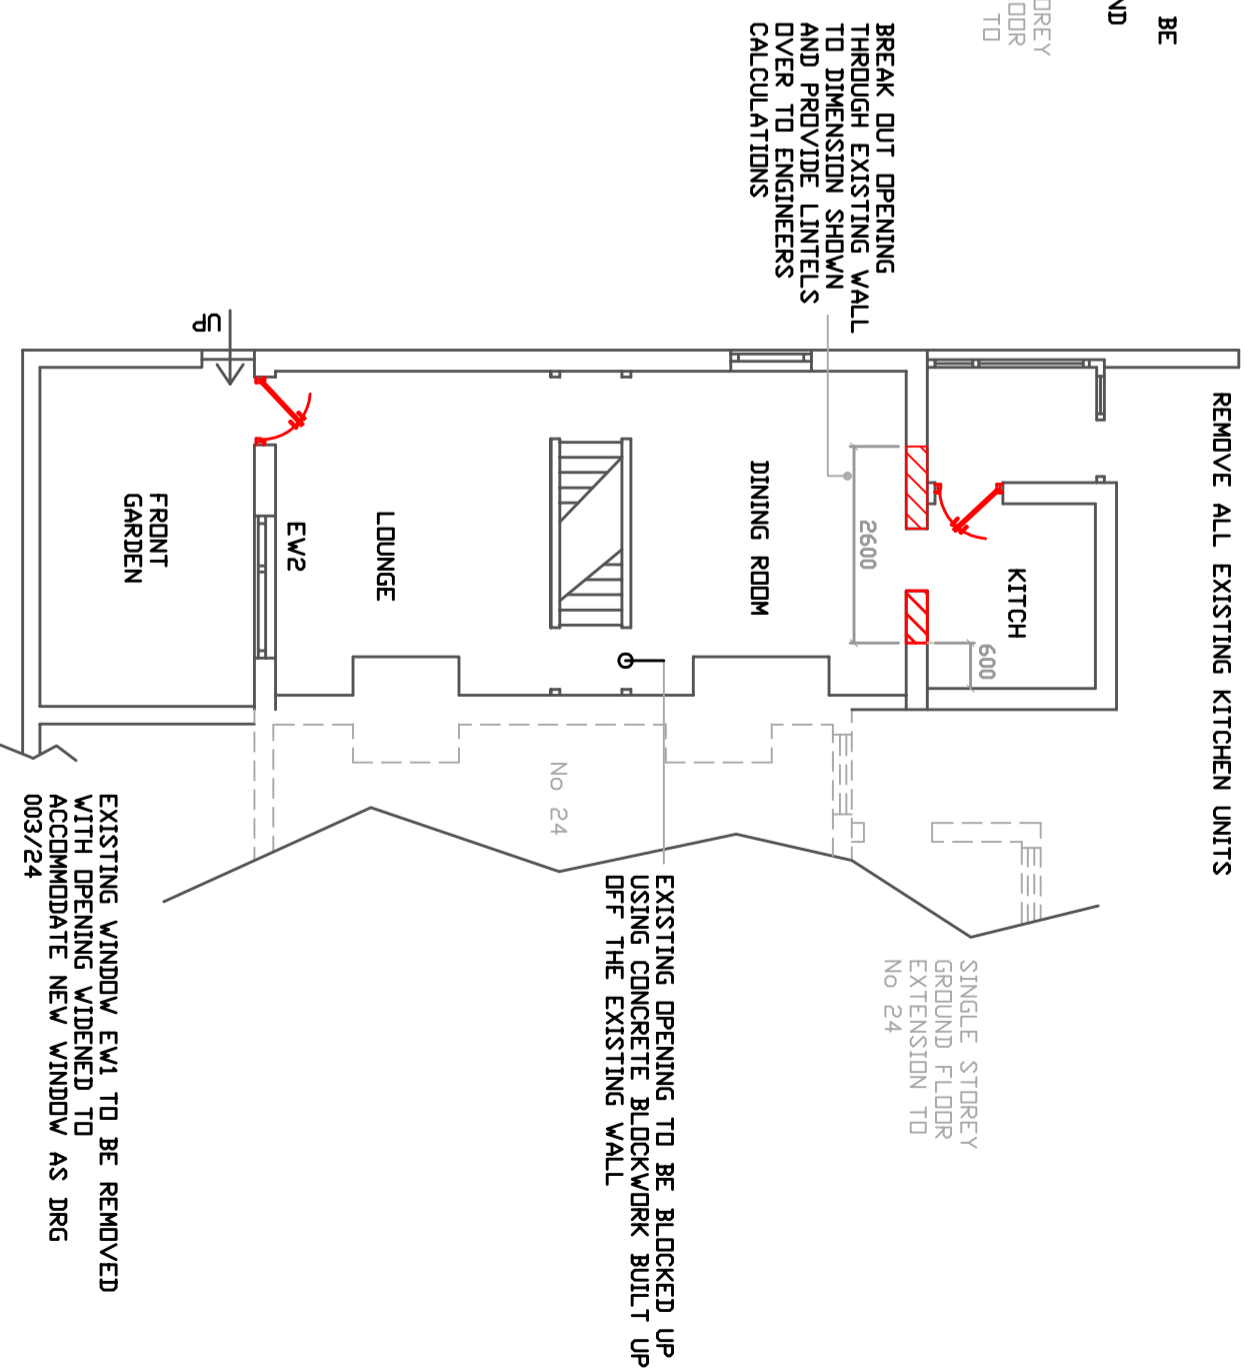 BE
ND
OREY
OOR
TO
REMOVE ALL EXISTING KITCHEN UNITS
BREAK OUT OPENING
THROUGH EXISTING WALL
TO DIMENSION SHOWN
AND PROVIDE LINTELS
OVER TO ENGINEERS
CALCULATIONS
KITCH
600
2600
DINING ROOM
LOUNGE
EW2
UP
FRONT
GARDEN
No 24
SINGLE STOREY
GROUND FLOOR
EXTENSION TO
No 24
EXISTING OPENING TO BE BLOCKED UP
USING CONCRETE BLOCKWORK BUILT UP
OFF THE EXISTING WALL
EXISTING WINDOW EW1 TO BE REMOVED
WITH OPENING WIDENED TO
ACCOMMODATE NEW WINDOW AS DRG
003/24